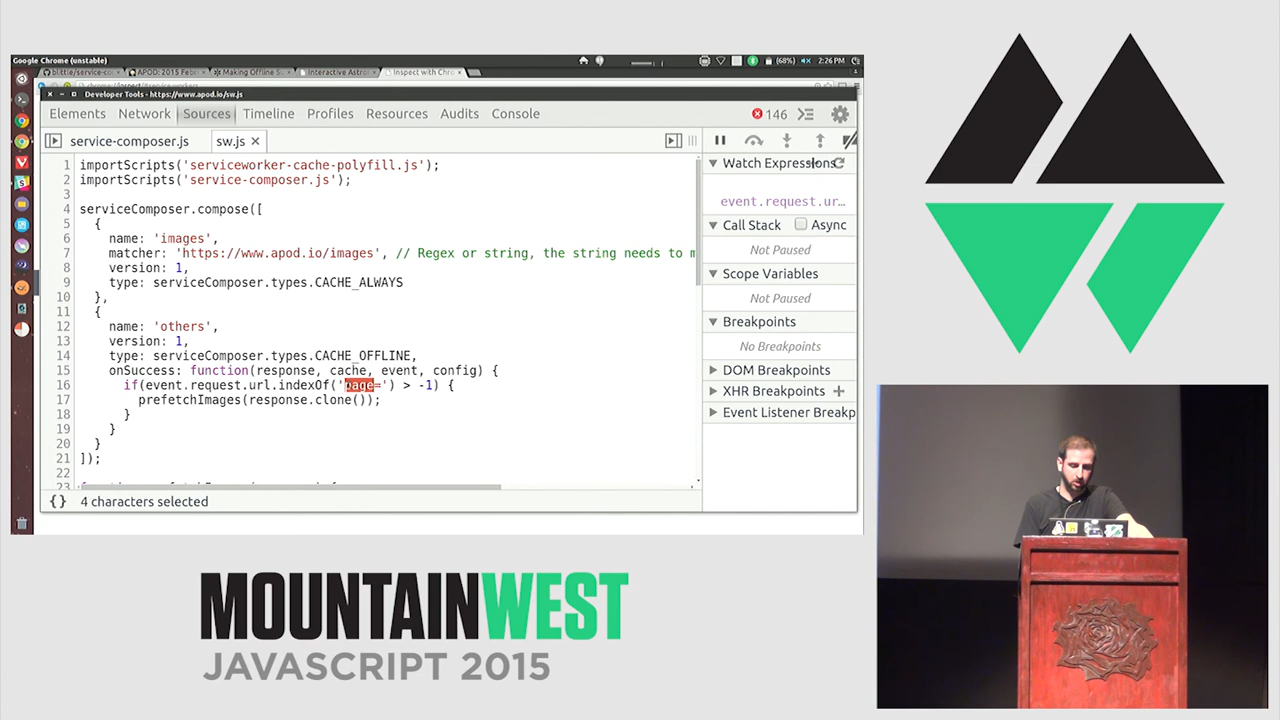 Google Chrome (unstable)
(68%) 2:26 PM
blittle/service-co
APOD: 2015 Febr
Making Offline S
Interactive Astron
Inspect with Chro
Developer Tools - https://www.apod.io/sw.js
Elements Network Sources Timeline Profiles Resources Audits Console 146
service-composer.js sw.js
1 importScripts('serviceworker-cache-polyfill.js');
2 importScripts('service-composer.js');
3
4 serviceComposer.compose([
5 {
6 name: 'images',
7 matcher: 'https://www.apod.io/images', // Regex or string, the string needs to m
8 version: 1,
9 type: serviceComposer.types.CACHE_ALWAYS
10 },
11 {
12 name: 'others',
13 version: 1,
14 type: serviceComposer.types.CACHE_OFFLINE,
15 onSuccess: function(response, cache, event, config) {
16 if(event.request.url.indexOf('page=') > -1) {
17 prefetchImages(response.clone());
18 }
19 }
20 }
21 ]);
22
23
{} 4 characters selected
Watch Expressions
event.request.ur…
Call Stack Async
Not Paused
Scope Variables
Not Paused
Breakpoints
No Breakpoints
DOM Breakpoints
XHR Breakpoints
Event Listener Breakp
MOUNTAINWEST
JAVASCRIPT 2015